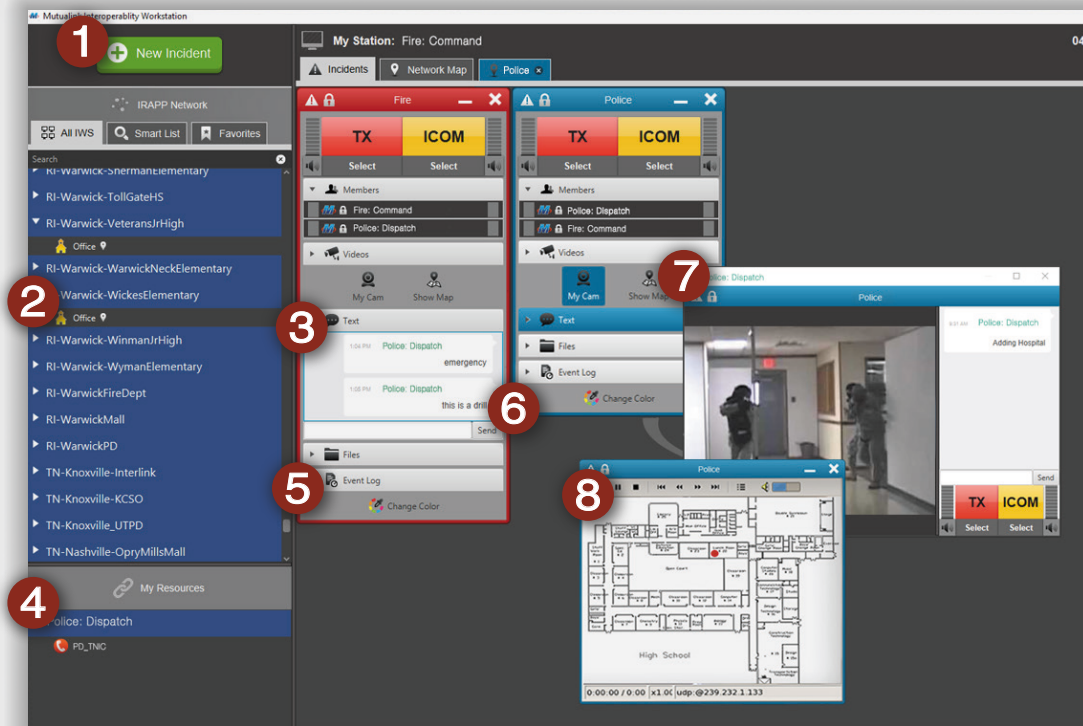 Mutualink Interoperablity Workstation
1
New Incident
My Station: Fire: Command
04
Incidents
Network Map
Police
IRAPP Network
All IWS
Smart List
Favorites
Search
RI-Warwick-ShermanElementary
RI-Warwick-TollGateHS
RI-Warwick-VeteransJrHigh
Office
RI-Warwick-WarwickNeckElementary
2
-Warwick-WickesElementary
Office
RI-Warwick-WinmanJrHigh
RI-Warwick-WymanElementary
RI-WarwickFireDept
RI-WarwickMall
RI-WarwickPD
TN-Knoxville-Interlink
TN-Knoxville-KCSO
TN-Knoxville_UTPD
TN-Nashville-OpryMillsMall
My Resources
4
Police: Dispatch
PD_TNIC
Fire
TX
ICOM
Select
Select
Members
Fire: Command
Police: Dispatch
Videos
My Cam
Show Map
3
Text
1:04 PM
Police: Dispatch
emergency
1:05 PM
Police: Dispatch
this is a drill
Send
Files
5
Event Log
Change Color
Police
TX
ICOM
Select
Select
Members
Police: Dispatch
Fire: Command
Videos
My Cam
Show Map
Text
Files
Event Log
6
Change Color
7
Police: Dispatch
Police
Police: Dispatch
Adding Hospital
Send
TX
ICOM
Select
Select
8
Police
Open Court
High School
0:00:00 / 0:00
x1.00
udp:@239.232.1.133